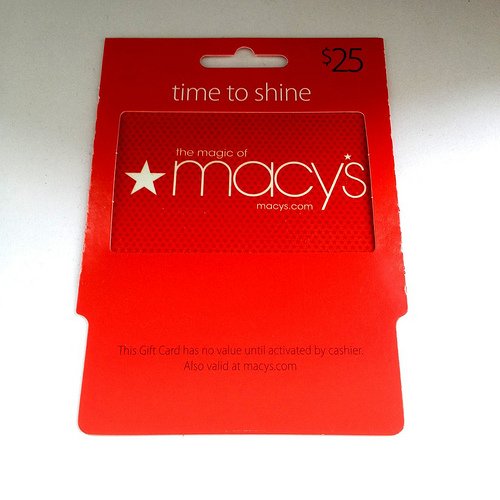 $25
time to shine
the magic of
macy's
macys.com
This Gift Card has no value until activated by cashier.
Also valid at macys.com